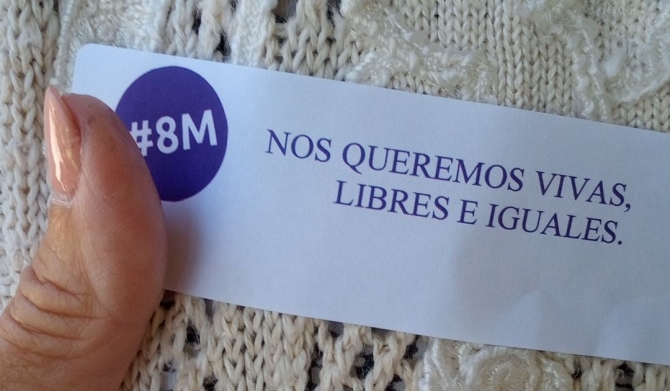 #8M
NOS QUEREMOS VIVAS,
LIBRES E IGUALES.